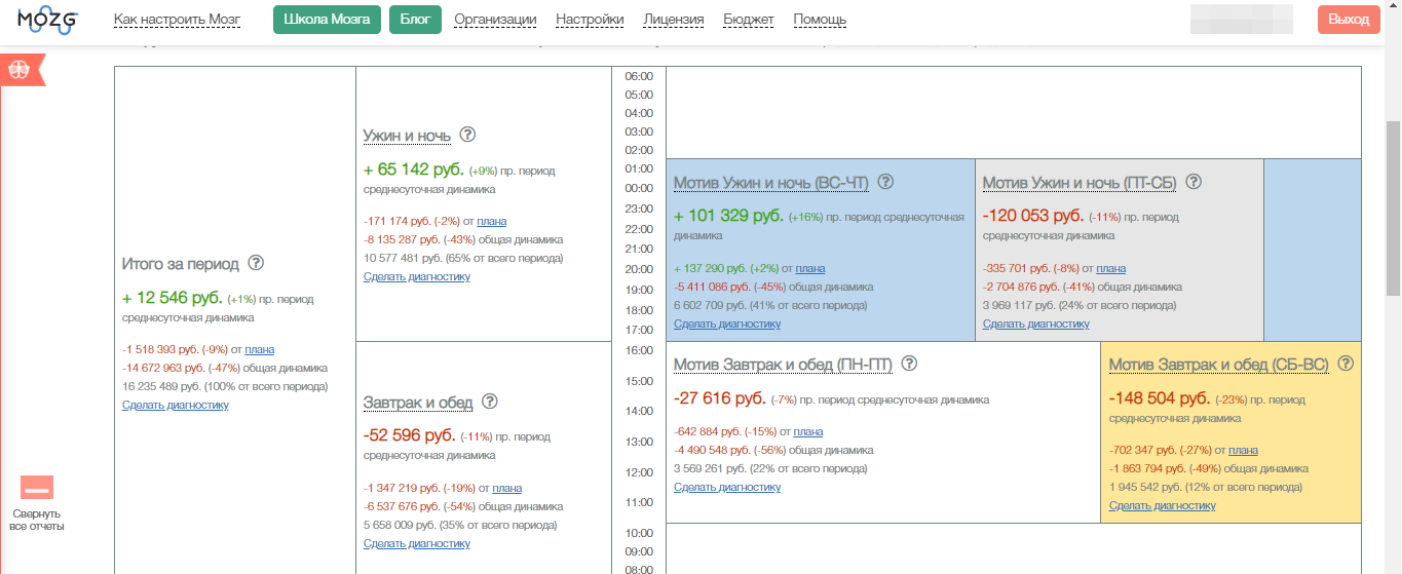 MOZG
Как настроить Мозг
Школа Мозга
Блог
Организации
Настройки
Лицензия
Бюджет
Помощь
Выход
Свернуть
все отчеты
Итого за период ?
+ 12 546 руб. (+1%) пр. период
среднесуточная динамика
-1 518 393 руб. (-9%) от плана
-14 672 963 руб. (-47%) общая динамика
16 235 489 руб. (100% от всего периода)
Сделать диагностику
Ужин и ночь ?
+ 65 142 руб. (+9%) пр. период
среднесуточная динамика
-171 174 руб. (-2%) от плана
-8 135 287 руб. (-43%) общая динамика
10 577 481 руб. (65% от всего периода)
Сделать диагностику
Завтрак и обед ?
-52 596 руб. (-11%) пр. период
среднесуточная динамика
-1 347 219 руб. (-19%) от плана
-6 537 676 руб. (-54%) общая динамика
5 658 009 руб. (35% от всего периода)
Сделать диагностику
06:00
05:00
04:00
03:00
02:00
01:00
00:00
23:00
22:00
21:00
20:00
19:00
18:00
17:00
16:00
15:00
14:00
13:00
12:00
11:00
10:00
09:00
08:00
Мотив Ужин и ночь (ВС-ЧТ) ?
+ 101 329 руб. (+16%) пр. период среднесуточная
динамика
+ 137 290 руб. (+2%) от плана
-5 411 086 руб. (-45%) общая динамика
6 602 709 руб. (41% от всего периода)
Сделать диагностику
Мотив Ужин и ночь (ПТ-СБ) ?
-120 053 руб. (-11%) пр. период
среднесуточная динамика
-335 701 руб. (-8%) от плана
-2 704 876 руб. (-41%) общая динамика
3 969 117 руб. (24% от всего периода)
Сделать диагностику
Мотив Завтрак и обед (ПН-ПТ) ?
-27 616 руб. (-7%) пр. период среднесуточная динамика
-642 884 руб. (-15%) от плана
-4 490 548 руб. (-56%) общая динамика
3 569 261 руб. (22% от всего периода)
Сделать диагностику
Мотив Завтрак и обед (СБ-ВС) ?
-148 504 руб. (-23%) пр. период
среднесуточная динамика
-702 347 руб. (-27%) от плана
-1 863 794 руб. (-49%) общая динамика
1 945 542 руб. (12% от всего периода)
Сделать диагностику